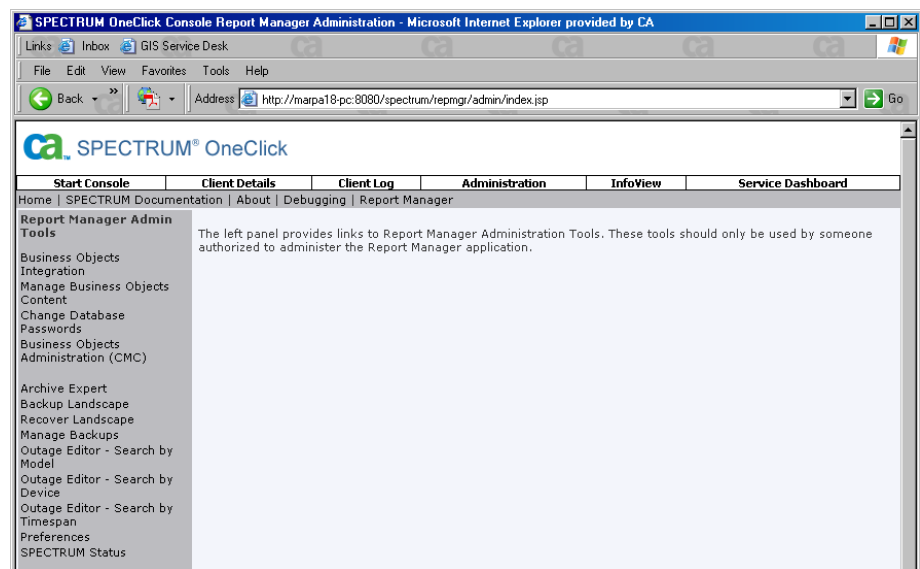 SPECTRUM OneClick Console Report Manager Administration - Microsoft Internet Explorer provided by CA
Links Inbox GIS Service Desk
File Edit View Favorites Tools Help
Back » Address http://marpa18-pc:8080/spectrum/repmgr/admin/index.jsp Go
ca™ SPECTRUM® OneClick
Start Console Client Details Client Log Administration InfoView Service Dashboard
Home | SPECTRUM Documentation | About | Debugging | Report Manager
Report Manager Admin
Tools
The left panel provides links to Report Manager Administration Tools. These tools should only be used by someone
authorized to administer the Report Manager application.
Business Objects
Integration
Manage Business Objects
Content
Change Database
Passwords
Business Objects
Administration (CMC)
Archive Expert
Backup Landscape
Recover Landscape
Manage Backups
Outage Editor - Search by
Model
Outage Editor - Search by
Device
Outage Editor - Search by
Timespan
Preferences
SPECTRUM Status